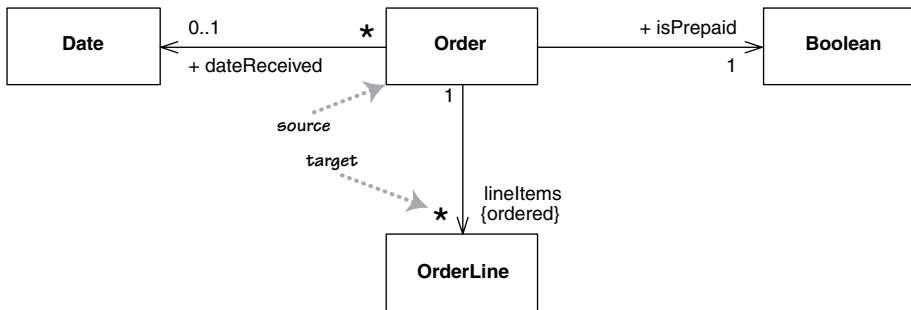 0..1
*
+ isPrepaid
Date
Order
Boolean
+ dateReceived
1
1
source
target
lineItems
{ordered}
*
OrderLine